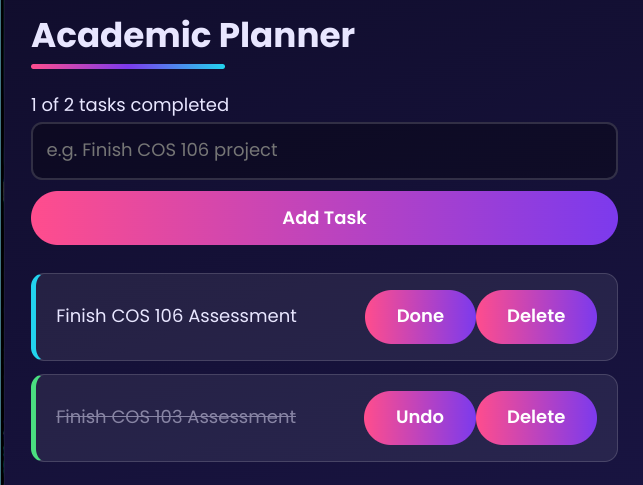 Academic Planner
1 of 2 tasks completed
e.g. Finish COS 106 project
Add Task
Finish COS 106 Assessment Done Delete
Finish COS 103 Assessment Undo Delete